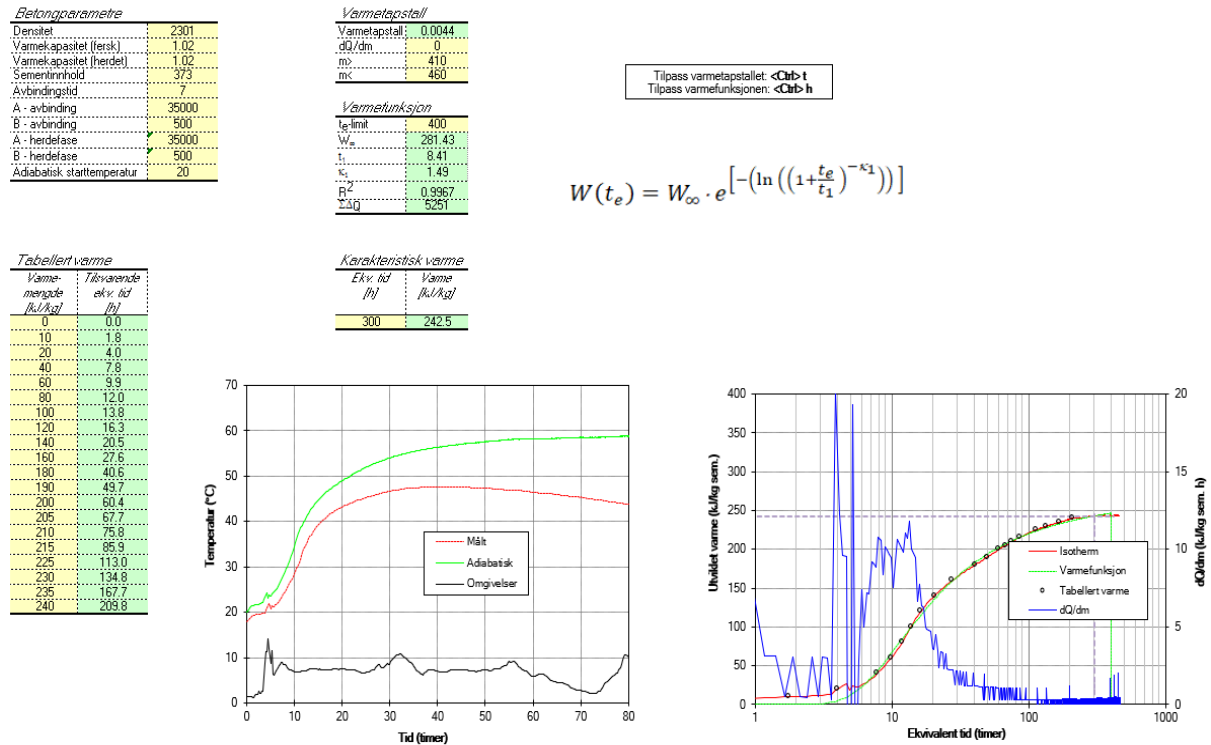 Betongparametre
Densitet 2301
Varmekapasitet (fersk) 1.02
Varmekapasitet (herdet) 1.02
Sementinnhold 373
Avbindingstid 7
A - avbinding 35000
B - avbinding 500
A - herdefase 35000
B - herdefase 500
Adiabatisk starttemperatur 20
Varmetapstall
Varmetapstall 0.0044
dQ/dm 0
m> 410
m< 460
Varmefunksjon
te-limit 400
W∞ 281.43
t₁ 8.41
κ₁ 1.49
R² 0.9967
ΣΔQ 5251
Tilpass varmetapstallet: <Ctrl> t
Tilpass varmefunksjonen: <Ctrl> h
W(tₑ) = W∞ · e^[−(ln((1+tₑ/t₁)^−κ₁))]
Tabellert varme
Varme-mengde [kJ/kg] Tilsvarende ekv. tid [h]
0 0.0
10 1.8
20 4.0
40 7.8
60 9.9
80 12.0
100 13.8
120 16.3
140 20.5
160 27.6
180 40.6
190 49.7
200 60.4
205 67.7
210 75.8
215 85.9
225 113.0
230 134.8
235 167.7
240 209.8
Karakteristisk varme
Ekv. tid [h] Varme [kJ/kg]
300 242.5
Temperatur (°C)
70
60
50
40
30
20
10
0
0 10 20 30 40 50 60 70 80
Tid (timer)
Målt
Adiabatisk
Omgivelser
Utviklet varme (kJ/kg sem.)
400
350
300
250
200
150
100
50
0
1 10 100 1000
Ekvivalent tid (timer)
20
15
10
5
0
dQ/dm (kJ/kg sem. h)
Isotherm
Varmefunksjon
Tabellert varme
dQ/dm